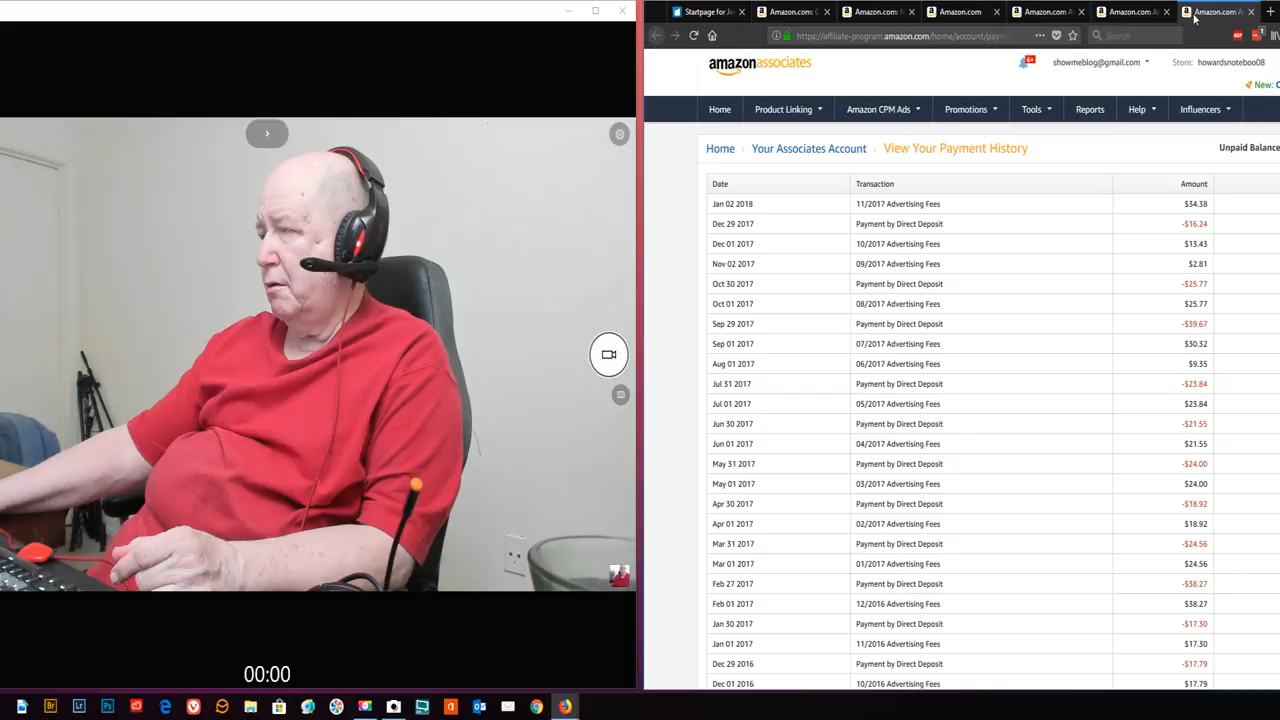 Startpage for Je
Amazon.com: C
Amazon.com: N
Amazon.com
Amazon.com A
Amazon.com As
Amazon.com A
https://affiliate-program.amazon.com/home/account/paym
Search
amazonassociates
6+
showmeblog@gmail.com
Store: howardsnoteboo08
New: C
Home
Product Linking
Amazon CPM Ads
Promotions
Tools
Reports
Help
Influencers
Home > Your Associates Account > View Your Payment History
Unpaid Balance
Date Transaction Amount
Jan 02 2018 11/2017 Advertising Fees $34.38
Dec 29 2017 Payment by Direct Deposit -$16.24
Dec 01 2017 10/2017 Advertising Fees $13.43
Nov 02 2017 09/2017 Advertising Fees $2.81
Oct 30 2017 Payment by Direct Deposit -$25.77
Oct 01 2017 08/2017 Advertising Fees $25.77
Sep 29 2017 Payment by Direct Deposit -$39.67
Sep 01 2017 07/2017 Advertising Fees $30.32
Aug 01 2017 06/2017 Advertising Fees $9.35
Jul 31 2017 Payment by Direct Deposit -$23.84
Jul 01 2017 05/2017 Advertising Fees $23.84
Jun 30 2017 Payment by Direct Deposit -$21.55
Jun 01 2017 04/2017 Advertising Fees $21.55
May 31 2017 Payment by Direct Deposit -$24.00
May 01 2017 03/2017 Advertising Fees $24.00
Apr 30 2017 Payment by Direct Deposit -$18.92
Apr 01 2017 02/2017 Advertising Fees $18.92
Mar 31 2017 Payment by Direct Deposit -$24.56
Mar 01 2017 01/2017 Advertising Fees $24.56
Feb 27 2017 Payment by Direct Deposit -$38.27
Feb 01 2017 12/2016 Advertising Fees $38.27
Jan 30 2017 Payment by Direct Deposit -$17.30
Jan 01 2017 11/2016 Advertising Fees $17.30
Dec 29 2016 Payment by Direct Deposit -$17.79
Dec 01 2016 10/2016 Advertising Fees $17.79
00:00
Br
Lr
Ps